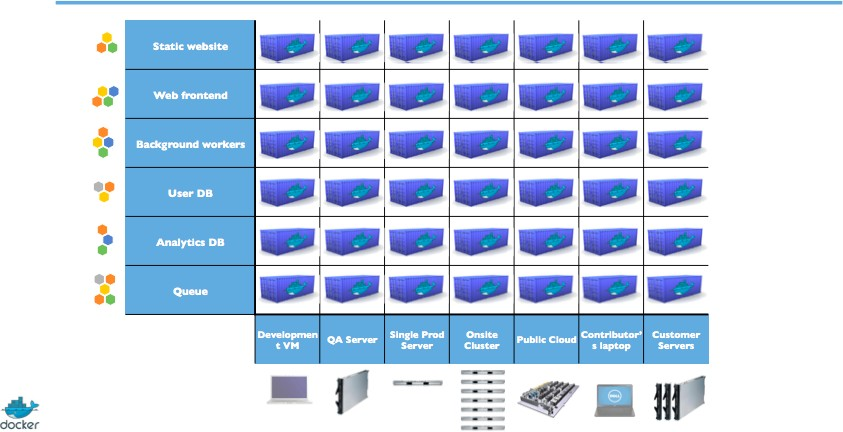 Static website
Web frontend
Background workers
User DB
Analytics DB
Queue
Developmen
t VM
QA Server
Single Prod
Server
Onsite
Cluster
Public Cloud
Contributor'
s laptop
Customer
Servers
DELL
docker